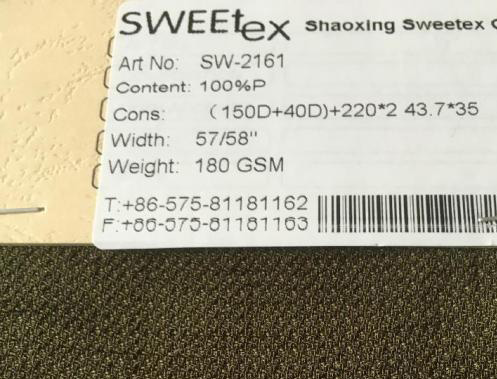 SWEEtex Shaoxing Sweetex
Art No: SW-2161
Content: 100%P
Cons: (150D+40D)+220*2 43.7*35
Width: 57/58"
Weight: 180 GSM
T:+86-575-81181162
F:+86-575-81181163